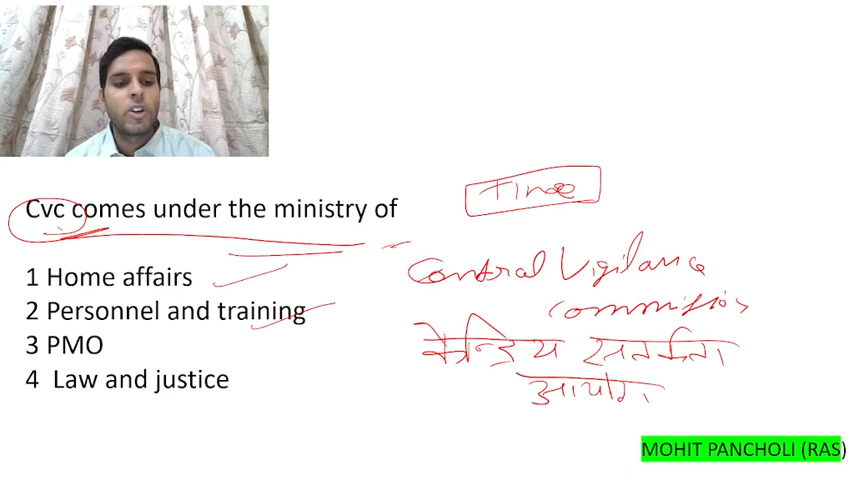 Time
Cvc comes under the ministry of
Central Vigilance
commission
1 Home affairs
2 Personnel and training
केन्द्रिय सतर्कता
3 PMO
आयोग
4 Law and justice
MOHIT PANCHOLI (RAS)